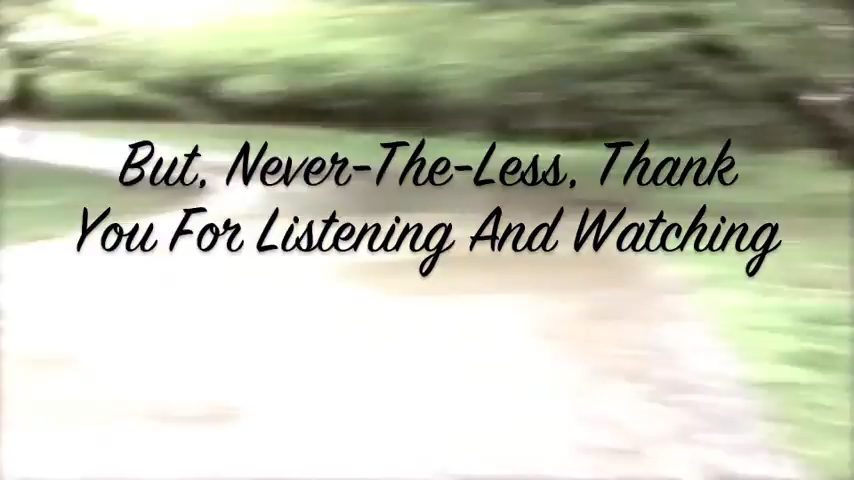 But, Never-The-Less, Thank
You For Listening And Watching